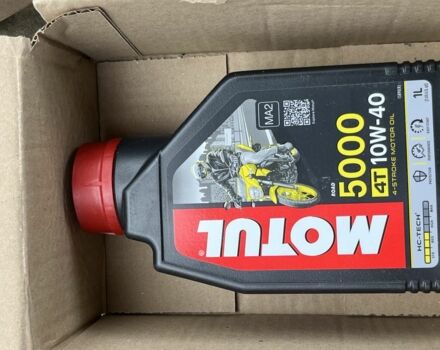 MOTUL
ROAD
5000
4T 10W-40
4-STROKE MOTOR OIL
HC-TECH
MA2
1L